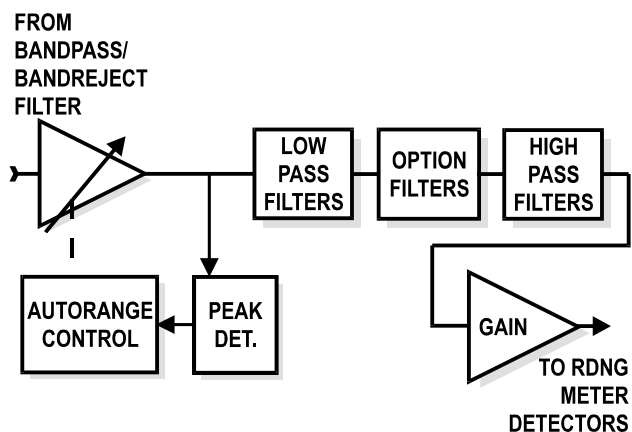 FROM
BANDPASS/
BANDREJECT
FILTER
LOW
PASS
FILTERS
OPTION
FILTERS
HIGH
PASS
FILTERS
AUTORANGE
CONTROL
PEAK
DET.
GAIN
TO RDNG
METER
DETECTORS